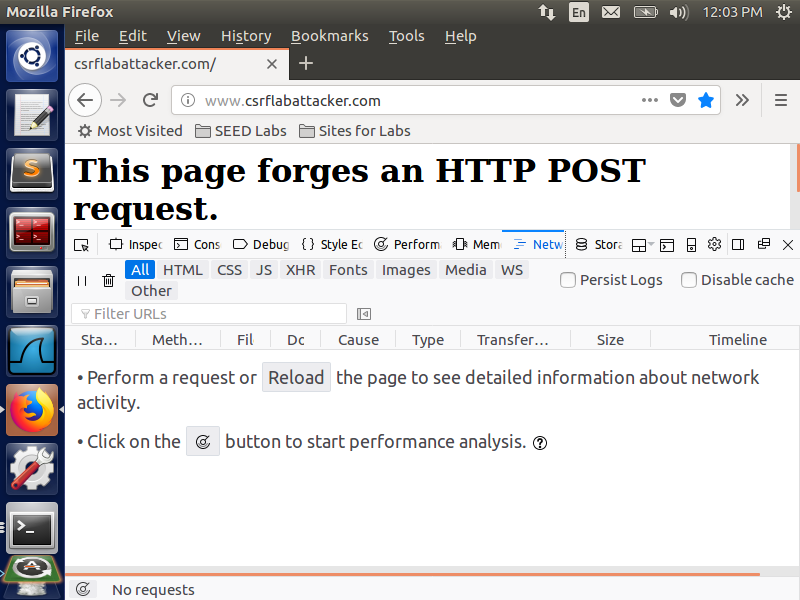 Mozilla Firefox
En
12:03 PM
File Edit View History Bookmarks Tools Help
csrflabattacker.com/
www.csrflabattacker.com
Most Visited SEED Labs Sites for Labs
This page forges an HTTP POST
request.
Inspec Cons Debug Style Ec Perform Mem Netw Stora
All HTML CSS JS XHR Fonts Images Media WS
Other
Persist Logs Disable cache
Filter URLs
Sta… Meth… Fil Dc Cause Type Transfer… Size Timeline
• Perform a request or Reload the page to see detailed information about network
activity.
• Click on the button to start performance analysis.
No requests